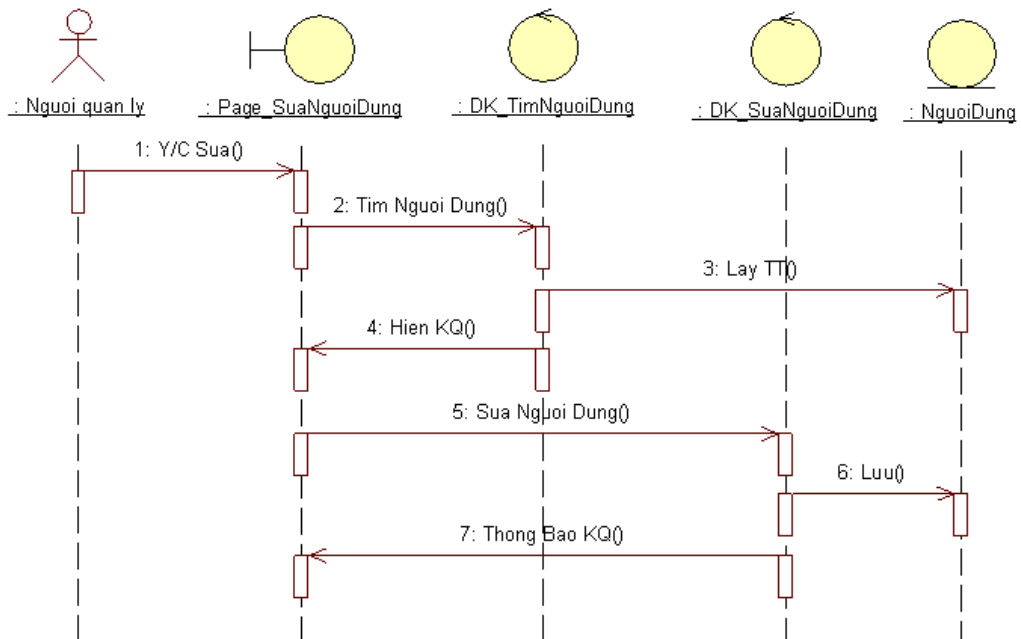 : Nguoi quan ly
: Page_SuaNguoiDung
: DK_TimNguoiDung
: DK_SuaNguoiDung
: NguoiDung
1: Y/C Sua()
2: Tim Nguoi Dung()
3: Lay TT()
4: Hien KQ()
5: Sua Nguoi Dung()
6: Luu()
7: Thong Bao KQ()